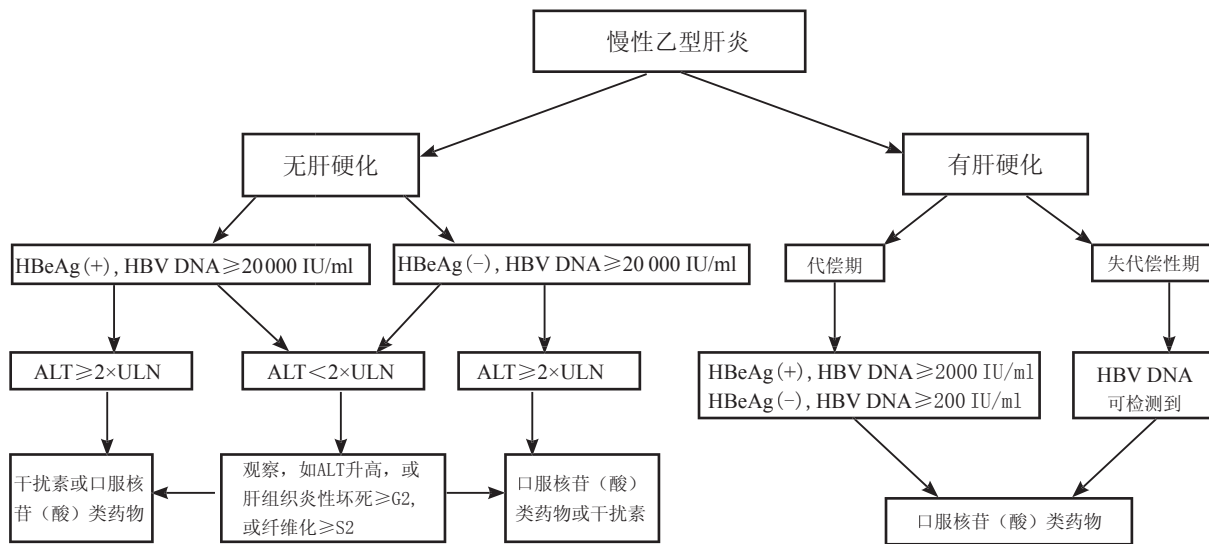 慢性乙型肝炎
无肝硬化
有肝硬化
HBeAg(+), HBV DNA≥20000 IU/ml
HBeAg(−), HBV DNA≥20 000 IU/ml
代偿期
失代偿性期
ALT≥2×ULN
ALT<2×ULN
ALT≥2×ULN
HBeAg(+), HBV DNA≥2000 IU/ml
HBeAg(−), HBV DNA≥200 IU/ml
HBV DNA
可检测到
干扰素或口服核
苷（酸）类药物
观察，如ALT升高，或
肝组织炎性坏死≥G2,
或纤维化≥S2
口服核苷（酸）
类药物或干扰素
口服核苷（酸）类药物